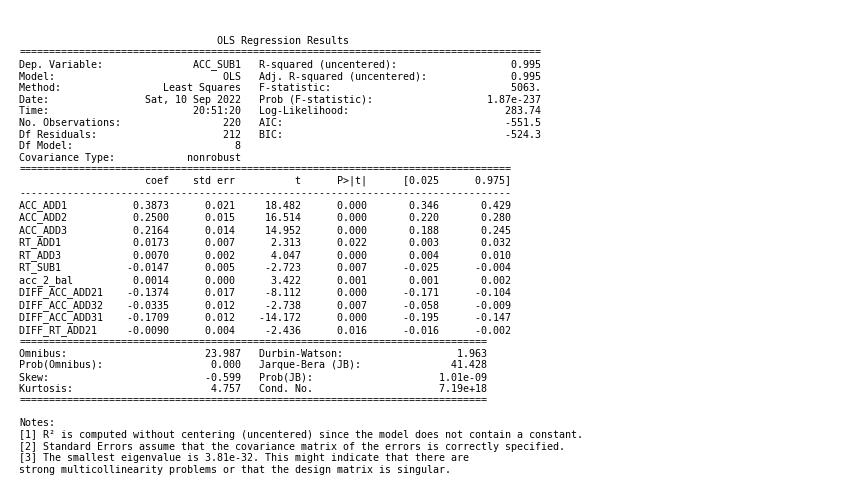 OLS Regression Results
==============================================================================
Dep. Variable: ACC_SUB1 R-squared (uncentered): 0.995
Model: OLS Adj. R-squared (uncentered): 0.995
Method: Least Squares F-statistic: 5063.
Date: Sat, 10 Sep 2022 Prob (F-statistic): 1.87e-237
Time: 20:51:20 Log-Likelihood: 283.74
No. Observations: 220 AIC: -551.5
Df Residuals: 212 BIC: -524.3
Df Model: 8
Covariance Type: nonrobust
==============================================================================
coef std err t P>|t| [0.025 0.975]
------------------------------------------------------------------------------
ACC_ADD1 0.3873 0.021 18.482 0.000 0.346 0.429
ACC_ADD2 0.2500 0.015 16.514 0.000 0.220 0.280
ACC_ADD3 0.2164 0.014 14.952 0.000 0.188 0.245
RT_ADD1 0.0173 0.007 2.313 0.022 0.003 0.032
RT_ADD3 0.0070 0.002 4.047 0.000 0.004 0.010
RT_SUB1 -0.0147 0.005 -2.723 0.007 -0.025 -0.004
acc_2_bal 0.0014 0.000 3.422 0.001 0.001 0.002
DIFF_ACC_ADD21 -0.1374 0.017 -8.112 0.000 -0.171 -0.104
DIFF_ACC_ADD32 -0.0335 0.012 -2.738 0.007 -0.058 -0.009
DIFF_ACC_ADD31 -0.1709 0.012 -14.172 0.000 -0.195 -0.147
DIFF_RT_ADD21 -0.0090 0.004 -2.436 0.016 -0.016 -0.002
==============================================================================
Omnibus: 23.987 Durbin-Watson: 1.963
Prob(Omnibus): 0.000 Jarque-Bera (JB): 41.428
Skew: -0.599 Prob(JB): 1.01e-09
Kurtosis: 4.757 Cond. No. 7.19e+18
==============================================================================
Notes:
[1] R² is computed without centering (uncentered) since the model does not contain a constant.
[2] Standard Errors assume that the covariance matrix of the errors is correctly specified.
[3] The smallest eigenvalue is 3.81e-32. This might indicate that there are
strong multicollinearity problems or that the design matrix is singular.